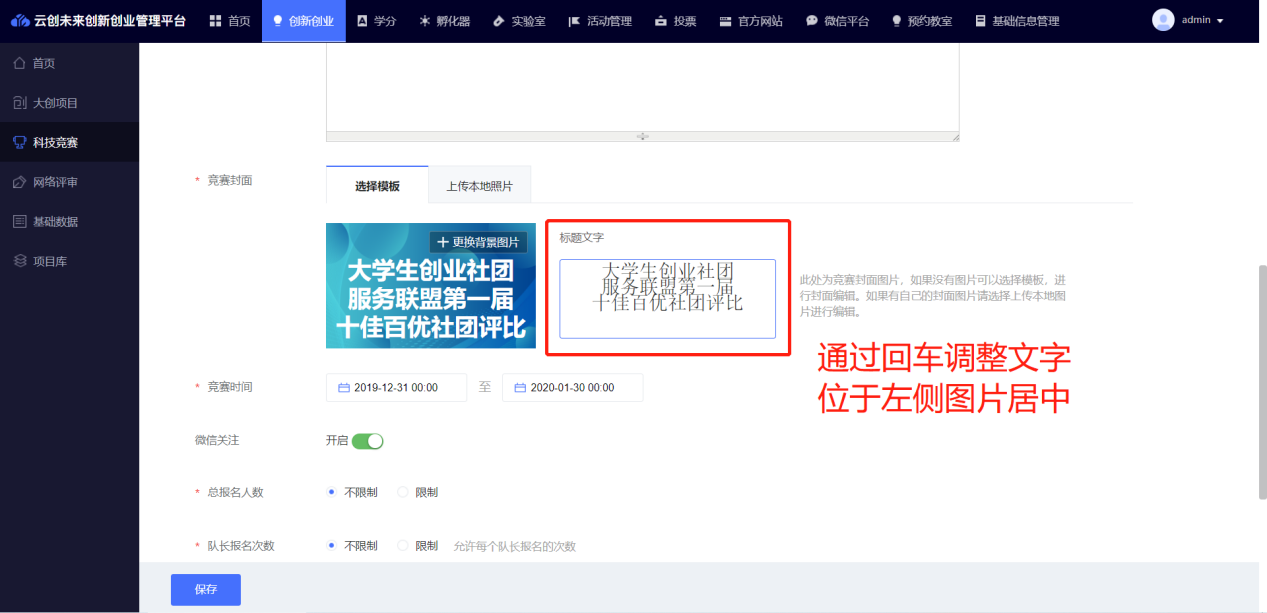 云创未来创新创业管理平台
首页
创新创业
学分
孵化器
实验室
活动管理
投票
官方网站
微信平台
预约教室
基础信息管理
admin
首页
大创项目
科技竞赛
网络评审
基础数据
项目库
* 竞赛封面
选择模板
上传本地照片
+ 更换背景图片
大学生创业社团
服务联盟第一届
十佳百优社团评比
标题文字
大学生创业社团
服务联盟第一届
十佳百优社团评比
此处为竞赛封面图片，如果没有图片可以选择模板，进
行封面编辑。如果有自己的封面图片请选择上传本地图
片进行编辑。
通过回车调整文字
位于左侧图片居中
* 竞赛时间
2019-12-31 00:00 至 2020-01-30 00:00
微信关注
开启
* 总报名人数
不限制
限制
* 队长报名次数
不限制
限制
允许每个队长报名的次数
保存